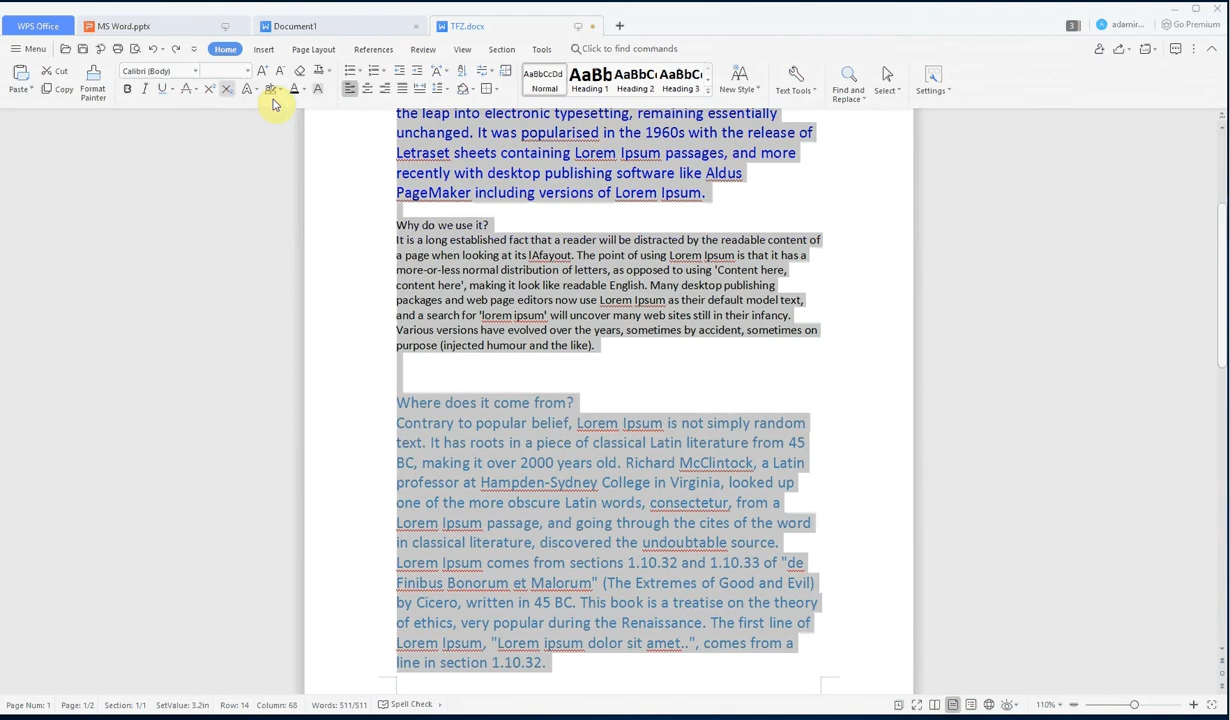 WPS Office
MS Word.pptx
Document1
TFZ.docx
3
adamir...
Go Premium
Menu
Home
Insert
Page Layout
References
Review
View
Section
Tools
Click to find commands
Paste
Cut
Copy
Format
Painter
Calibri (Body)
B I U A X² X₂ A A A
AaBbCcDd
Normal
AaBb
Heading 1
AaBbC
Heading 2
AaBbC
Heading 3
New Style
Text Tools
Find and
Replace
Select
Settings
the leap into electronic typesetting, remaining essentially
unchanged. It was popularised in the 1960s with the release of
Letraset sheets containing Lorem Ipsum passages, and more
recently with desktop publishing software like Aldus
PageMaker including versions of Lorem Ipsum.
Why do we use it?
It is a long established fact that a reader will be distracted by the readable content of
a page when looking at its lAfayout. The point of using Lorem Ipsum is that it has a
more-or-less normal distribution of letters, as opposed to using 'Content here,
content here', making it look like readable English. Many desktop publishing
packages and web page editors now use Lorem Ipsum as their default model text,
and a search for 'lorem ipsum' will uncover many web sites still in their infancy.
Various versions have evolved over the years, sometimes by accident, sometimes on
purpose (injected humour and the like).
Where does it come from?
Contrary to popular belief, Lorem Ipsum is not simply random
text. It has roots in a piece of classical Latin literature from 45
BC, making it over 2000 years old. Richard McClintock, a Latin
professor at Hampden-Sydney College in Virginia, looked up
one of the more obscure Latin words, consectetur, from a
Lorem Ipsum passage, and going through the cites of the word
in classical literature, discovered the undoubtable source.
Lorem Ipsum comes from sections 1.10.32 and 1.10.33 of "de
Finibus Bonorum et Malorum" (The Extremes of Good and Evil)
by Cicero, written in 45 BC. This book is a treatise on the theory
of ethics, very popular during the Renaissance. The first line of
Lorem Ipsum, "Lorem ipsum dolor sit amet..", comes from a
line in section 1.10.32.
Page Num: 1 Page: 1/2 Section: 1/1 SetValue: 3.2in Row: 14 Column: 68 Words: 511/511 Spell Check
110%